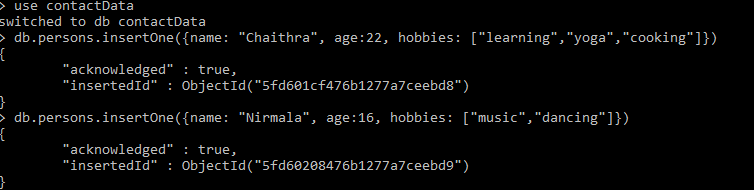 > use contactData
switched to db contactData
> db.persons.insertOne({name: "Chaithra", age:22, hobbies: ["learning","yoga","cooking"]})
{
"acknowledged" : true,
"insertedId" : ObjectId("5fd601cf476b1277a7ceebd8")
}
> db.persons.insertOne({name: "Nirmala", age:16, hobbies: ["music","dancing"]})
{
"acknowledged" : true,
"insertedId" : ObjectId("5fd60208476b1277a7ceebd9")
}